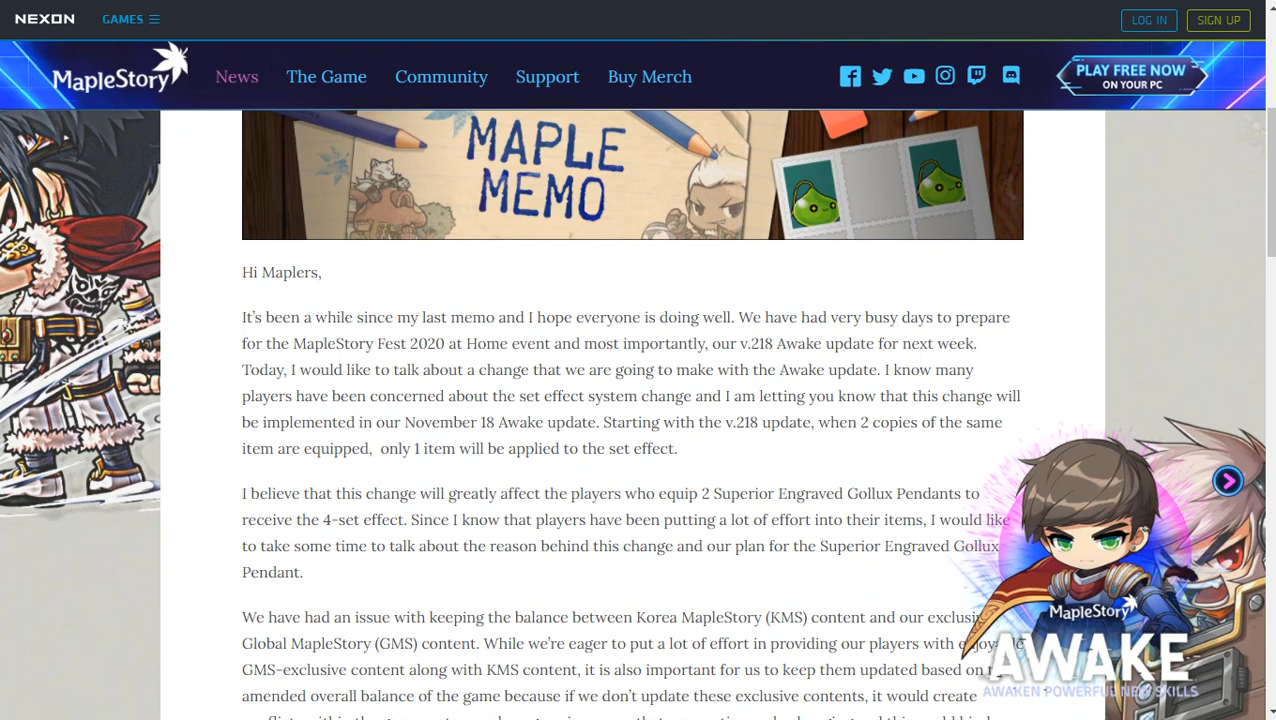 NEXON GAMES LOG IN SIGN UP
MapleStory News The Game Community Support Buy Merch PLAY FREE NOW
ON YOUR PC
MAPLE
MEMO
Hi Maplers,
It's been a while since my last memo and I hope everyone is doing well. We have had very busy days to prepare
for the MapleStory Fest 2020 at Home event and most importantly, our v.218 Awake update for next week.
Today, I would like to talk about a change that we are going to make with the Awake update. I know many
players have been concerned about the set effect system change and I am letting you know that this change will
be implemented in our November 18 Awake update. Starting with the v.218 update, when 2 copies of the same
item are equipped,  only 1 item will be applied to the set effect.
I believe that this change will greatly affect the players who equip 2 Superior Engraved Gollux Pendants to
receive the 4-set effect. Since I know that players have been putting a lot of effort into their items, I would like
to take some time to talk about the reason behind this change and our plan for the Superior Engraved Gollux
Pendant.
We have had an issue with keeping the balance between Korea MapleStory (KMS) content and our
Global MapleStory (GMS) content. While we're eager to put a lot of effort in providing our players with
GMS-exclusive content along with KMS content, it is also important for us to keep them updated based on
amended overall balance of the game because if we don't update these exclusive contents, it would create
MapleStory
AWAKE
AWAKEN POWERFUL NEW SKILLS